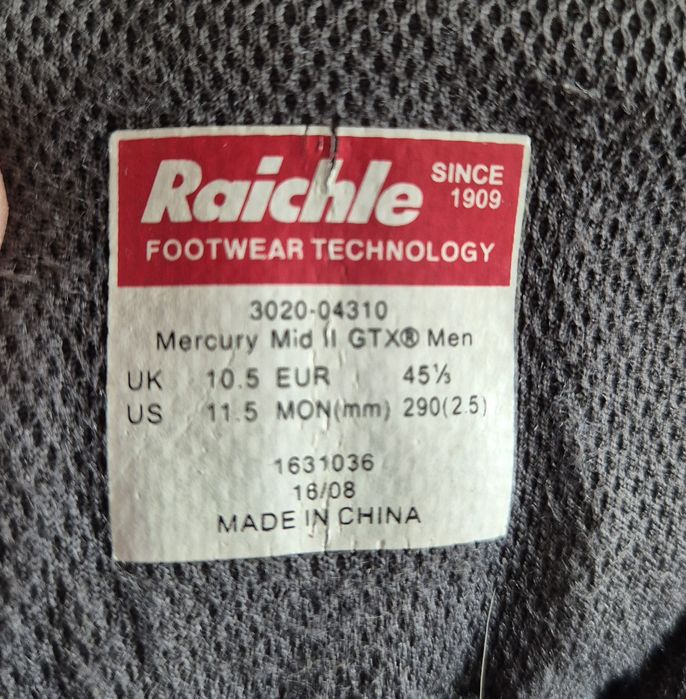 Raichle SINCE 1909
FOOTWEAR TECHNOLOGY
3020-04310
Mercury Mid II GTX® Men
UK 10.5 EUR 45⅓
US 11.5 MON(mm) 290(2.5)
1631036
16/08
MADE IN CHINA